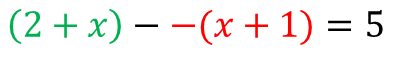 (2 + x) − −(x + 1) = 5